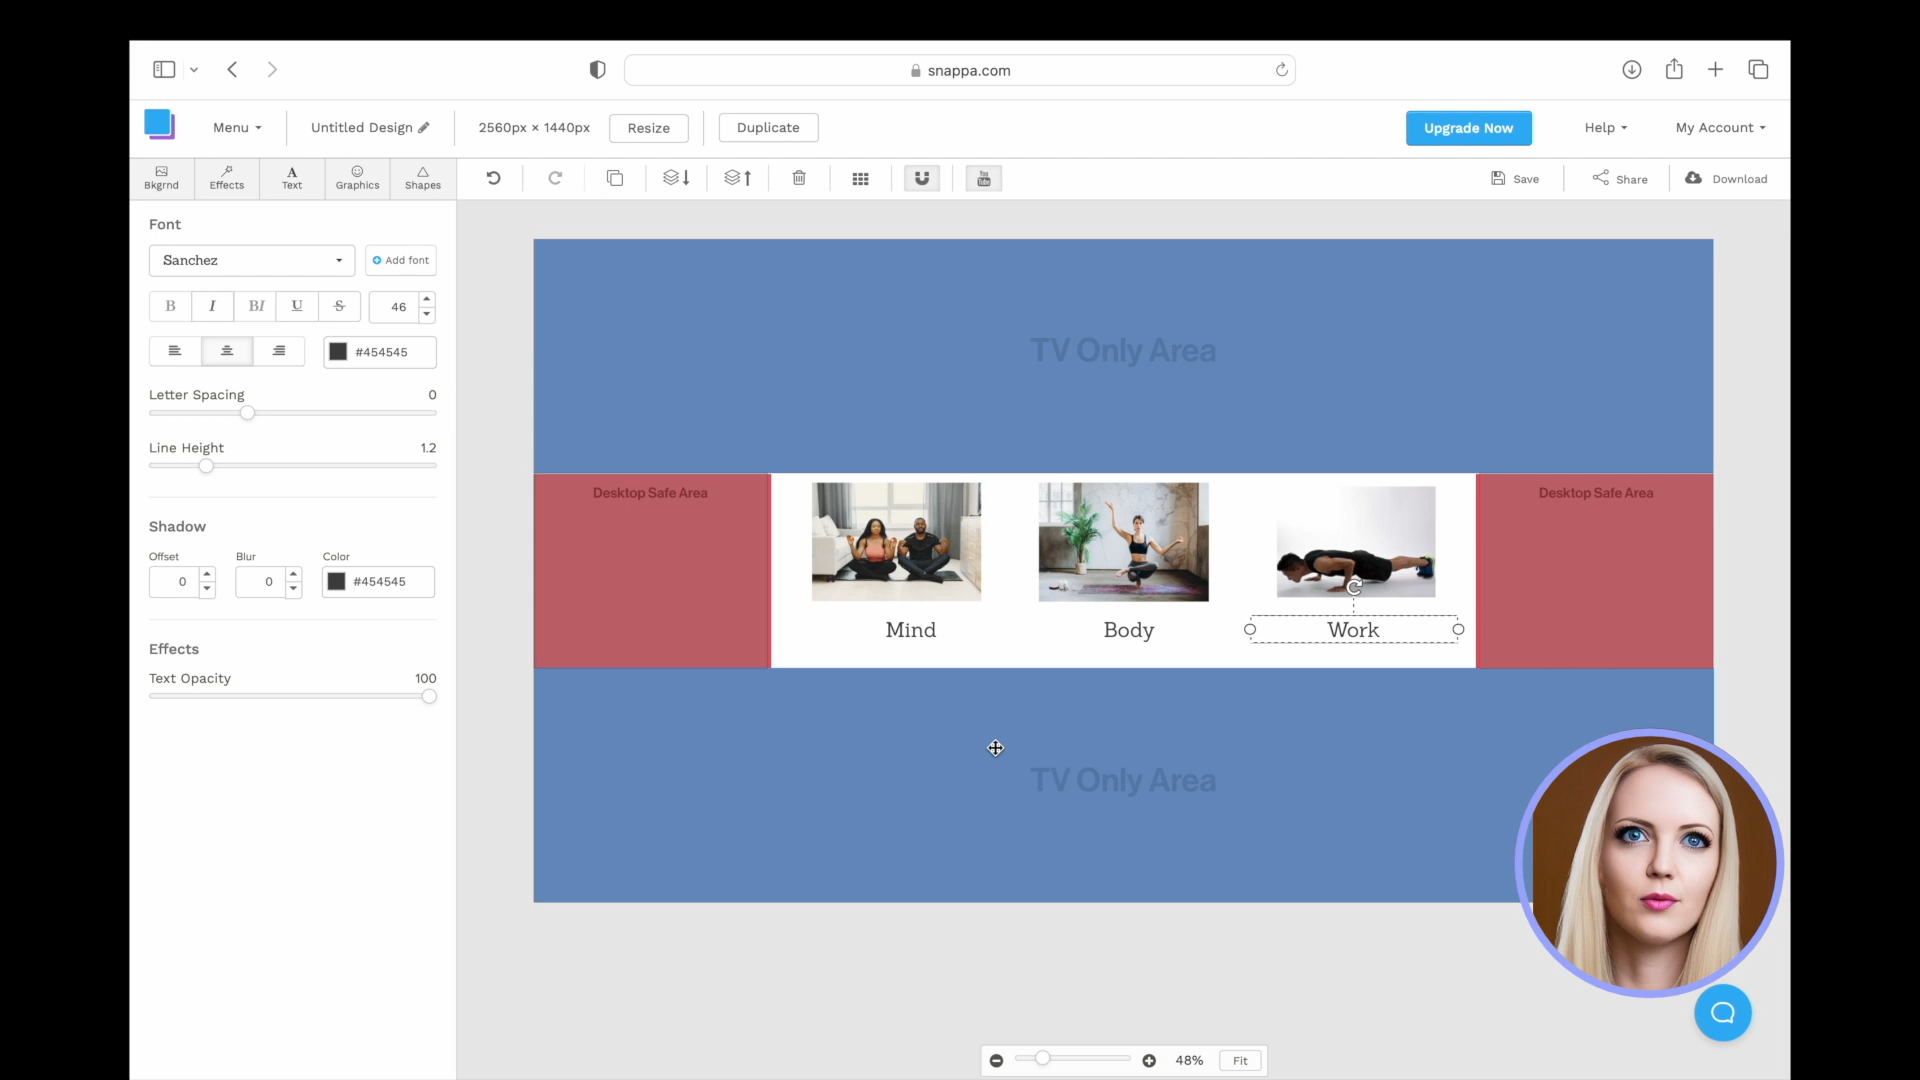 snappa.com
Menu
Untitled Design
2560px × 1440px
Resize
Duplicate
Upgrade Now
Help
My Account
Bkgrnd
Effects
A
Text
Graphics
Shapes
You
Tube
Save
Share
Download
Font
Sanchez
Add font
B I BI U S
46
#454545
Letter Spacing 0
Line Height 1.2
Shadow
Offset Blur Color
0 0 #454545
Effects
Text Opacity 100
TV Only Area
Desktop Safe Area
Desktop Safe Area
Mind
Body
Work
TV Only Area
48%
Fit